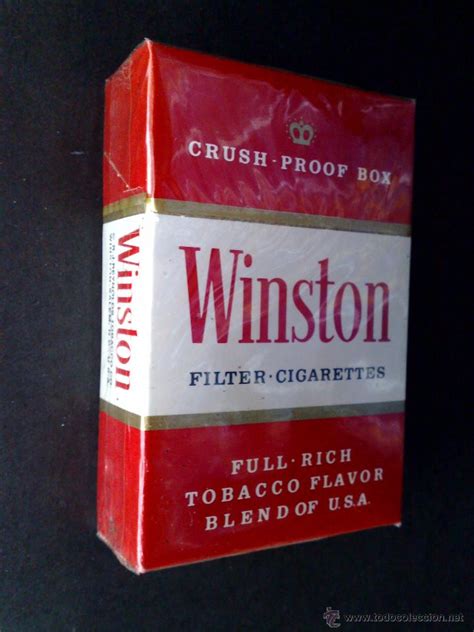 CRUSH-PROOF BOX
Winston
FILTER·CIGARETTES
FULL·RICH
TOBACCO FLAVOR
BLEND OF U.S.A.
Winston
www.todocoleccion.net